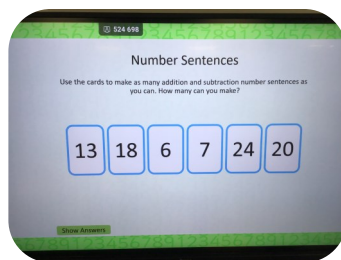 524 698
Number Sentences
Use the cards to make as many addition and subtraction number sentences as
you can. How many can you make?
13 18 6 7 24 20
Show Answers